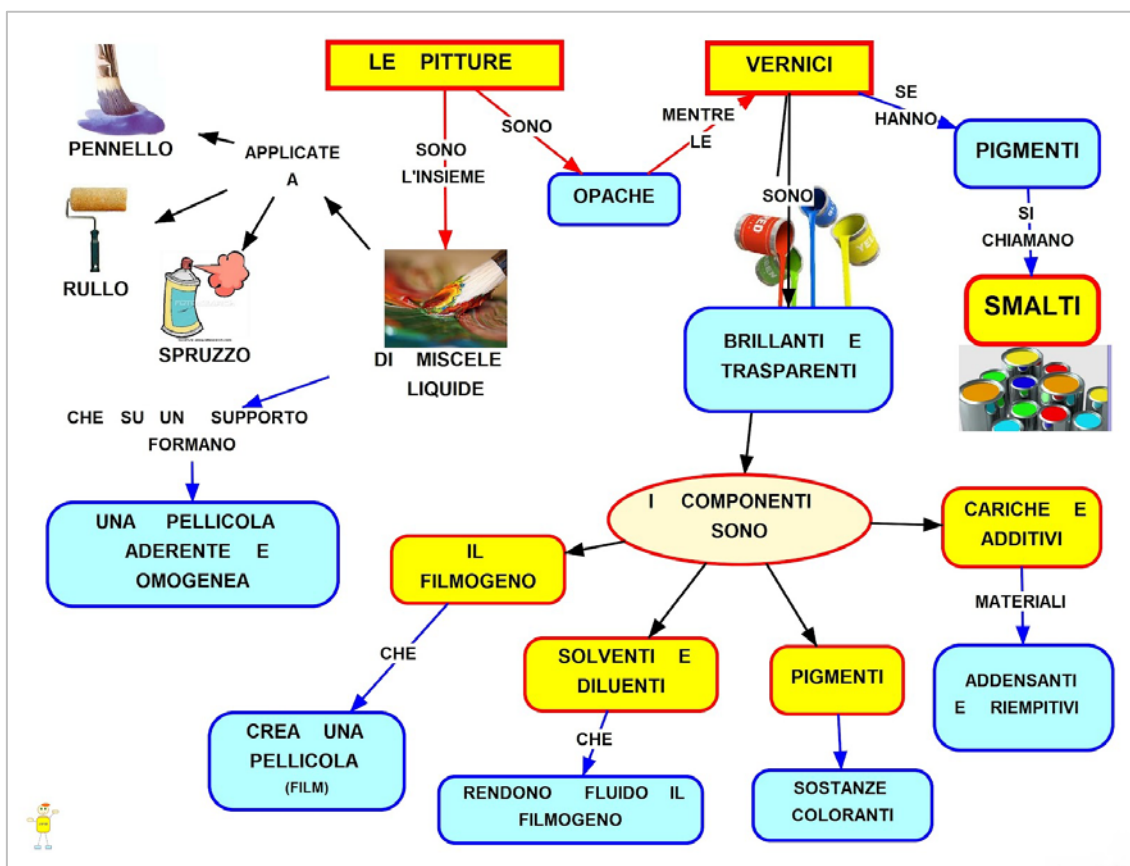 LE PITTURE
VERNICI
SONO
L'INSIEME
SONO
OPACHE
MENTRE
LE
SE
HANNO
PIGMENTI
SI
CHIAMANO
SMALTI
APPLICATE
A
PENNELLO
RULLO
SPRUZZO
DI MISCELE
LIQUIDE
CHE SU UN SUPPORTO
FORMANO
UNA PELLICOLA
ADERENTE E
OMOGENEA
SONO
RED
BRILLANTI E
TRASPARENTI
I COMPONENTI
SONO
IL
FILMOGENO
CHE
CREA UNA
PELLICOLA
(FILM)
SOLVENTI E
DILUENTI
CHE
RENDONO FLUIDO IL
FILMOGENO
PIGMENTI
SOSTANZE
COLORANTI
CARICHE E
ADDITIVI
MATERIALI
ADDENSANTI
E RIEMPITIVI